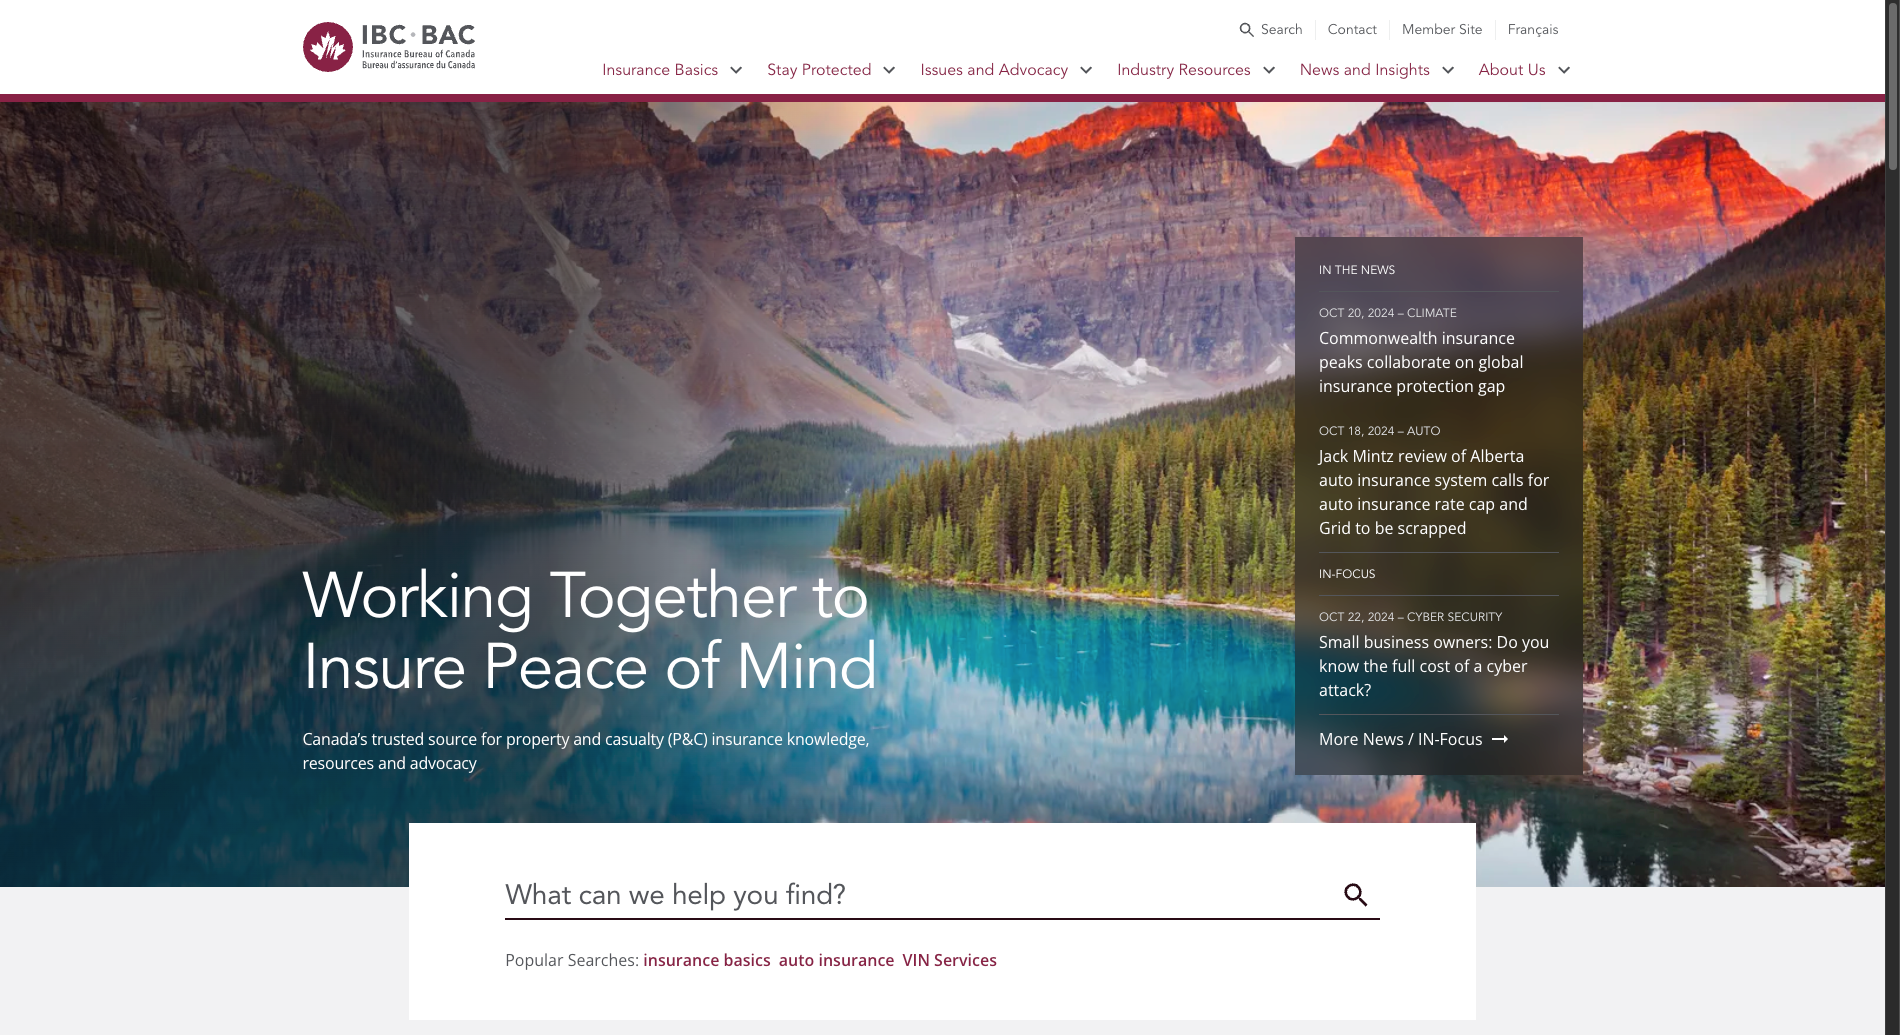 IBC · BAC
Insurance Bureau of Canada
Bureau d'assurance du Canada
Search
Contact
Member Site
Français
Insurance Basics
Stay Protected
Issues and Advocacy
Industry Resources
News and Insights
About Us
IN THE NEWS
OCT 20, 2024 – CLIMATE
Commonwealth insurance
peaks collaborate on global
insurance protection gap
OCT 18, 2024 – AUTO
Jack Mintz review of Alberta
auto insurance system calls for
auto insurance rate cap and
Grid to be scrapped
IN-FOCUS
OCT 22, 2024 – CYBER SECURITY
Small business owners: Do you
know the full cost of a cyber
attack?
More News / IN-Focus
Working Together to
Insure Peace of Mind
Canada’s trusted source for property and casualty (P&C) insurance knowledge,
resources and advocacy
What can we help you find?
Popular Searches: insurance basics auto insurance VIN Services